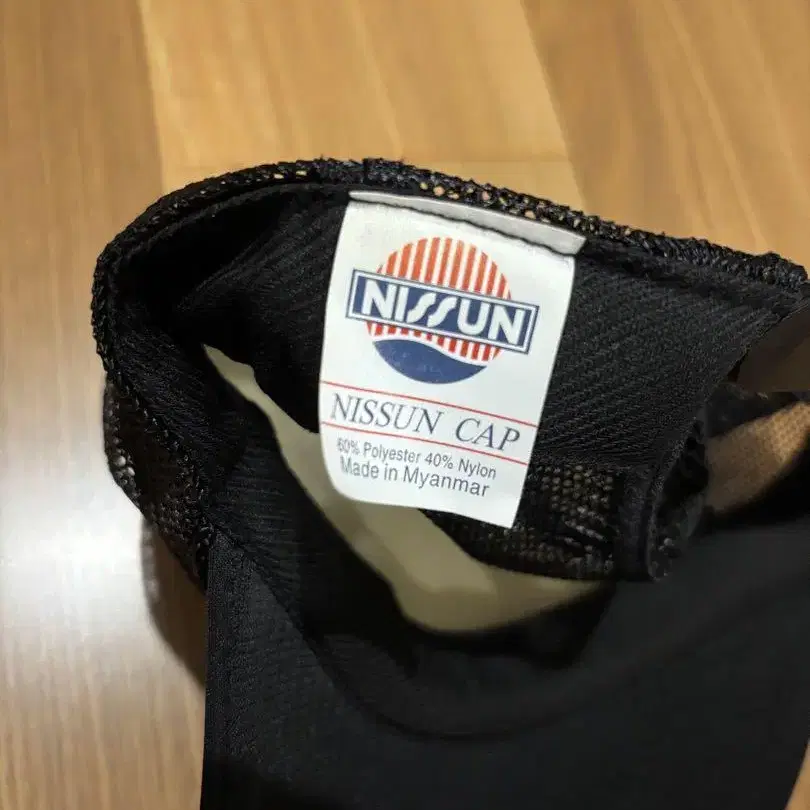 NISSUN
NISSUN CAP
60% Polyester 40% Nylon
Made in Myanmar